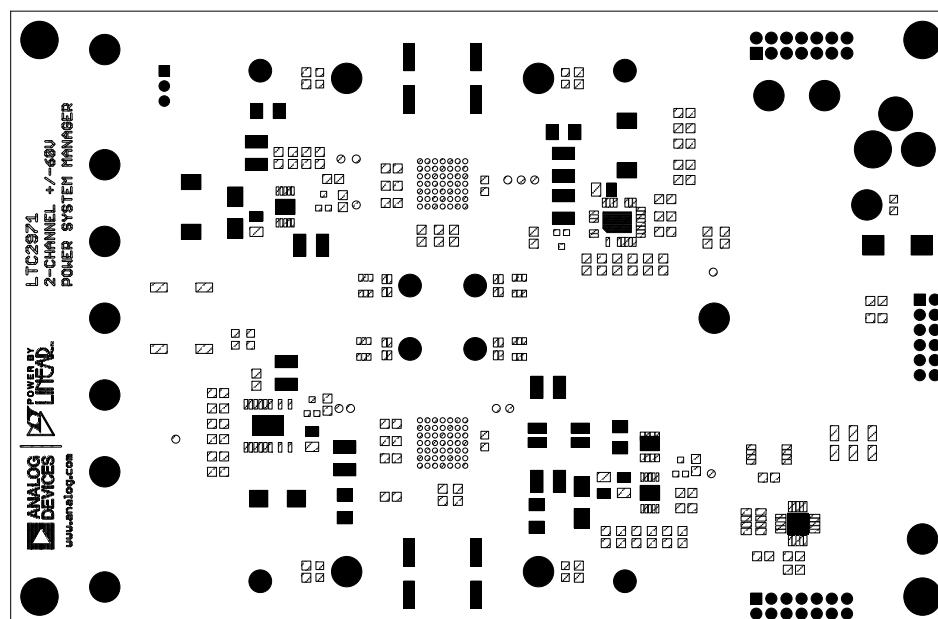 LTC2971
2-CHANNEL +/-60V
POWER SYSTEM MANAGER
POWER BY
LINEAR
ANALOG
DEVICES
www.analog.com